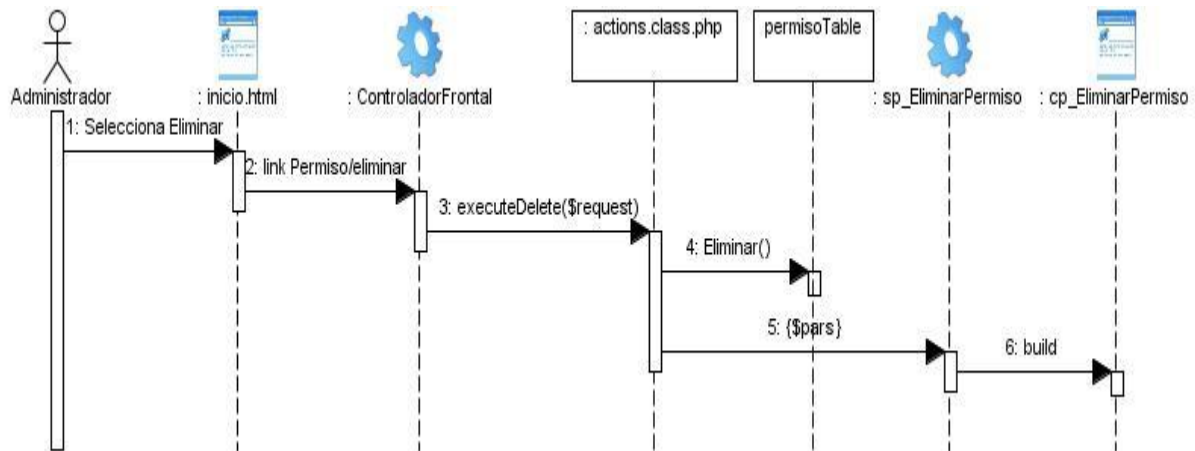 : actions.class.php
permisoTable
Administrador
: inicio.html
: ControladorFrontal
: sp_EliminarPermiso
: cp_EliminarPermiso
1: Selecciona Eliminar
2: link Permiso/eliminar
3: executeDelete($request)
4: Eliminar()
5: {$pars}
6: build